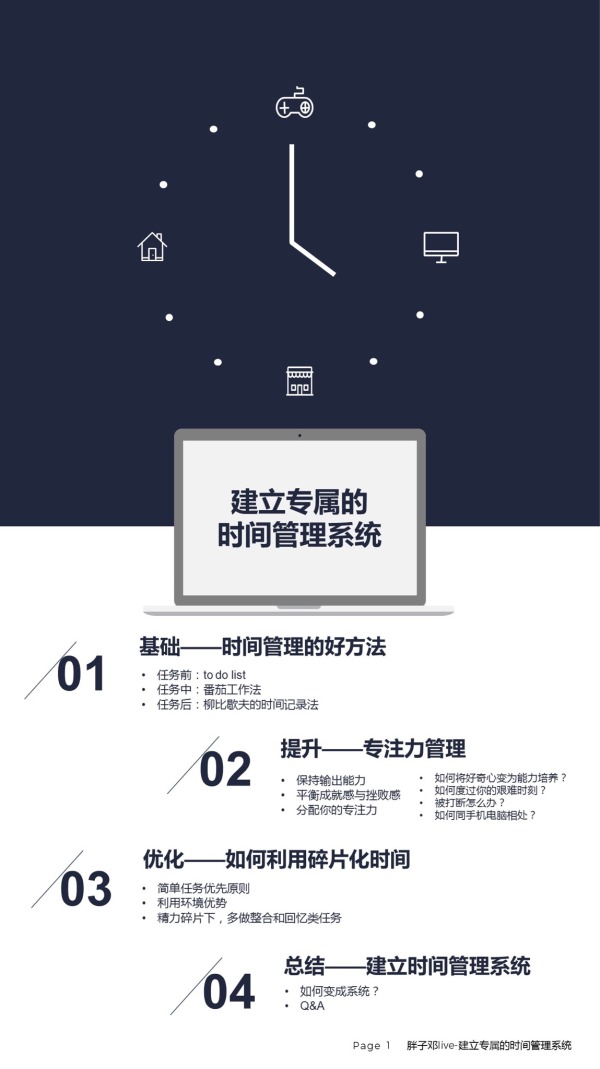 建立专属的
时间管理系统
01
基础——时间管理的好方法
• 任务前：to do list
• 任务中：番茄工作法
• 任务后：柳比歇夫的时间记录法
02
提升——专注力管理
• 保持输出能力
• 平衡成就感与挫败感
• 分配你的专注力
• 如何将好奇心变为能力培养？
• 如何度过你的艰难时刻？
• 被打断怎么办？
• 如何同手机电脑相处？
03
优化——如何利用碎片化时间
• 简单任务优先原则
• 利用环境优势
• 精力碎片下，多做整合和回忆类任务
04
总结——建立时间管理系统
• 如何变成系统？
• Q&A
Page 1 胖子邓live-建立专属的时间管理系统